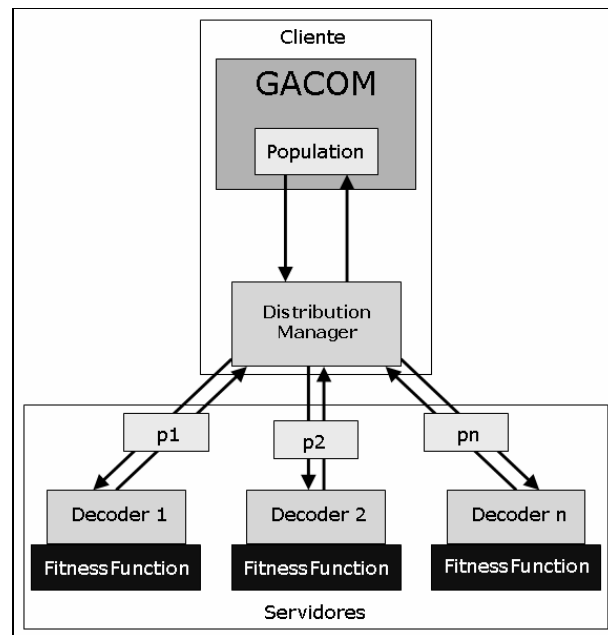 Cliente
GACOM
Population
Distribution
Manager
p1
p2
pn
Decoder 1
Decoder 2
Decoder n
FitnessFunction
FitnessFunction
FitnessFunction
Servidores